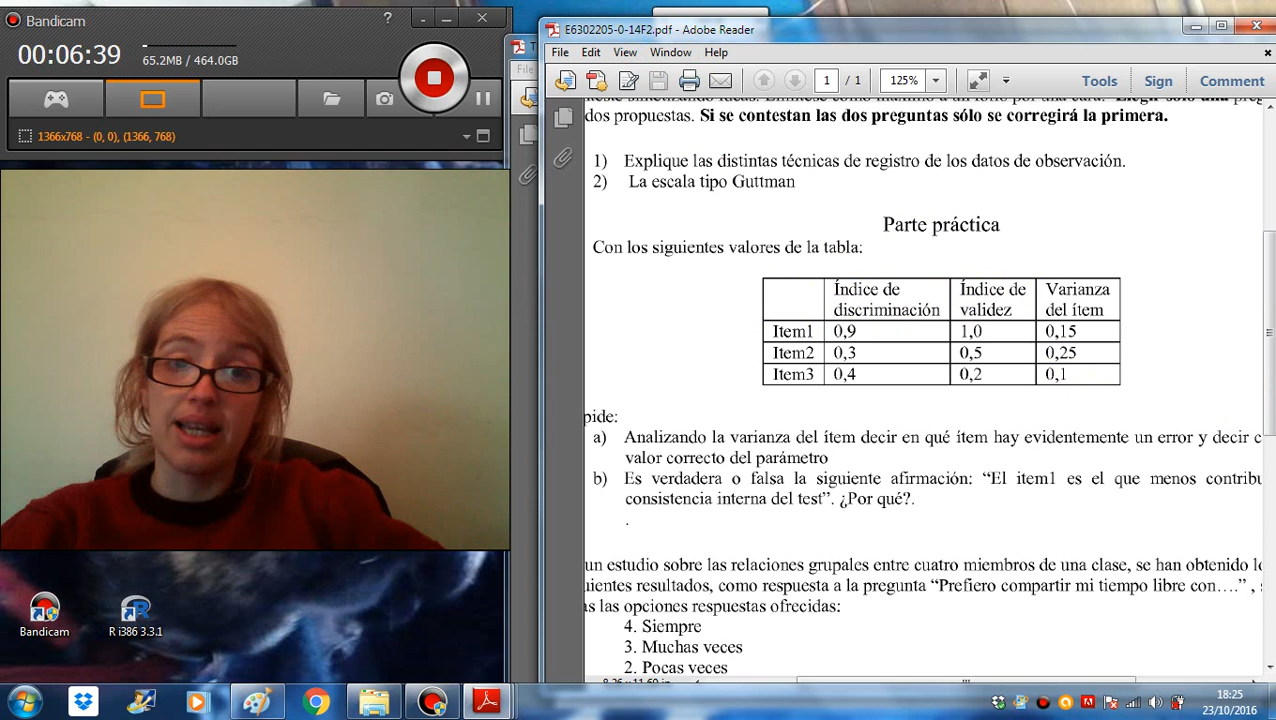 Bandicam
?
00:06:39
65.2MB / 464.0GB
1366x768 - (0, 0), (1366, 768)
E6302205-0-14F2.pdf - Adobe Reader
File Edit View Window Help
1 / 1 125% Tools Sign Comment
dos propuestas. Si se contestan las dos preguntas sólo se corregirá la primera.
1) Explique las distintas técnicas de registro de los datos de observación.
2) La escala tipo Guttman
Parte práctica
Con los siguientes valores de la tabla:
Índice de discriminación Índice de validez Varianza del ítem
Item1 0,9 1,0 0,15
Item2 0,3 0,5 0,25
Item3 0,4 0,2 0,1
pide:
a) Analizando la varianza del ítem decir en qué ítem hay evidentemente un error y decir c
valor correcto del parámetro
b) Es verdadera o falsa la siguiente afirmación: “El item1 es el que menos contribu
consistencia interna del test”. ¿Por qué?.
.
un estudio sobre las relaciones grupales entre cuatro miembros de una clase, se han obtenido l
uientes resultados, como respuesta a la pregunta “Prefiero compartir mi tiempo libre con….” ,
as las opciones respuestas ofrecidas:
4. Siempre
3. Muchas veces
2. Pocas veces
Bandicam
R i386 3.3.1
18:25
23/10/2016